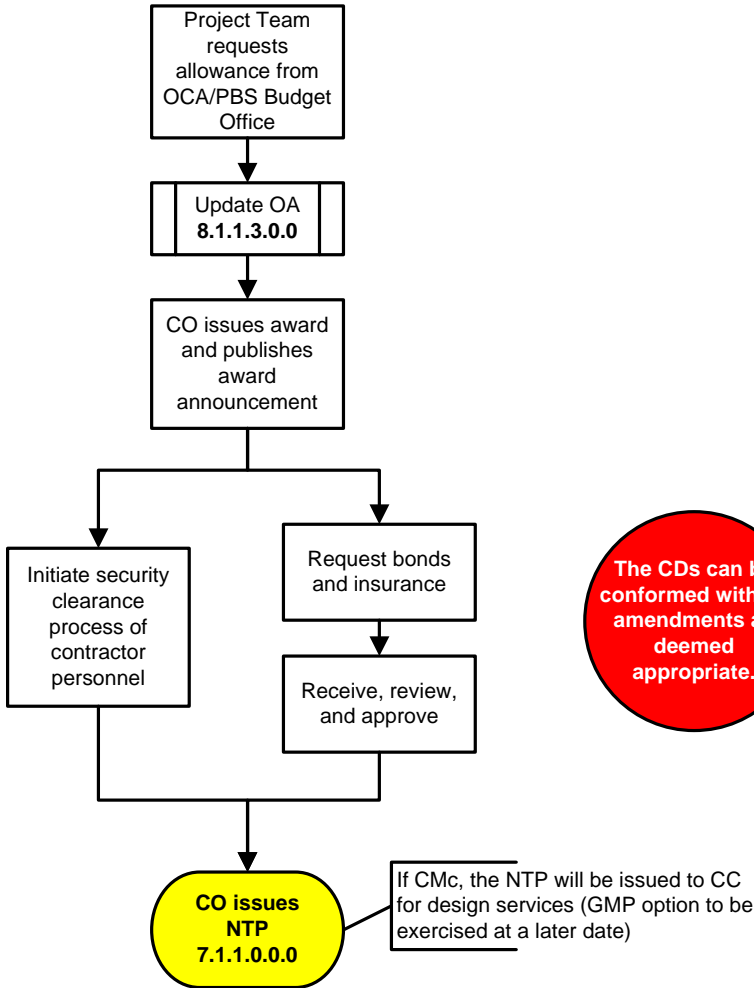 Project Team
requests
allowance from
OCA/PBS Budget
Office
Update OA
8.1.1.3.0.0
CO issues award
and publishes
award
announcement
Initiate security
clearance
process of
contractor
personnel
Request bonds
and insurance
Receive, review,
and approve
The CDs can
conformed with
amendments
deemed
appropriate.
CO issues
NTP
7.1.1.0.0.0
If CMc, the NTP will be issued to CC
for design services (GMP option to be
exercised at a later date)